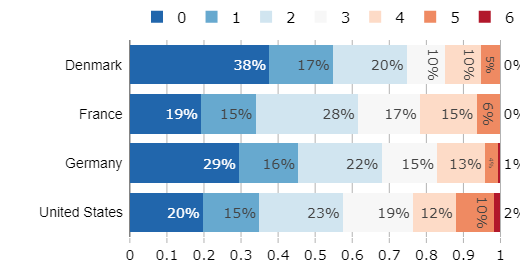 0 1 2 3 4 5 6
Denmark 38% 17% 20% 10% 10% 5% 0%
France 19% 15% 28% 17% 15% 6% 0%
Germany 29% 16% 22% 15% 13% 4% 1%
United States 20% 15% 23% 19% 12% 10% 2%
0 0.1 0.2 0.3 0.4 0.5 0.6 0.7 0.8 0.9 1